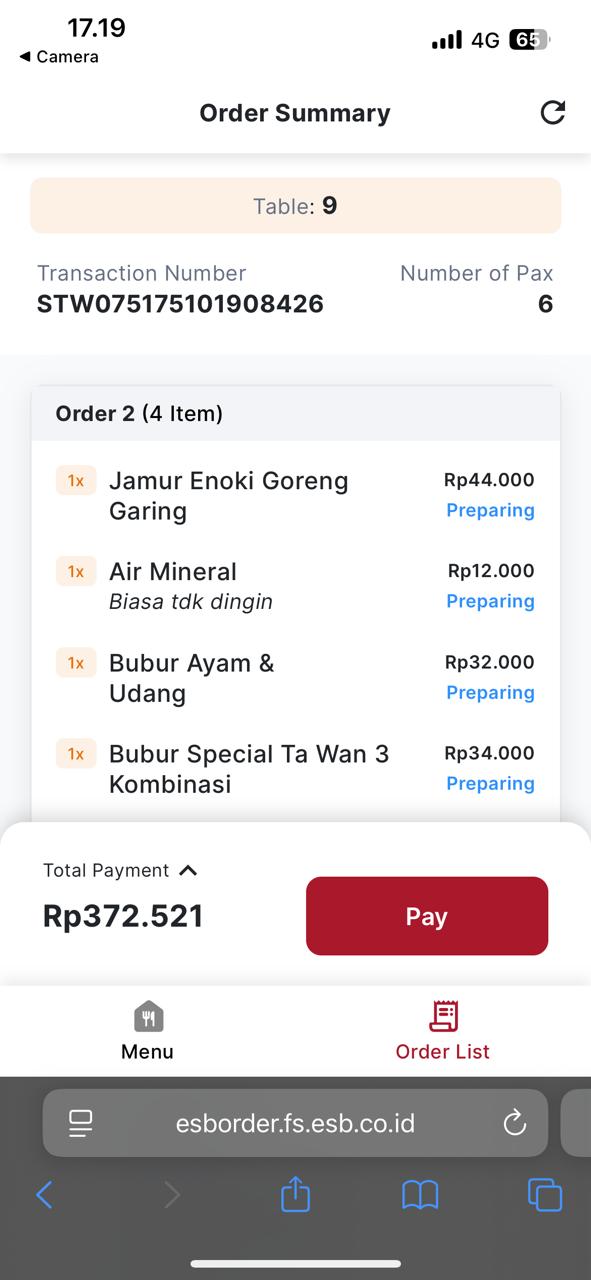 17.19
4G 65
◀ Camera
Order Summary
Table: 9
Transaction Number
Number of Pax
STW075175101908426
6
Order 2 (4 Item)
1x Jamur Enoki Goreng Rp44.000
Garing Preparing
1x Air Mineral Rp12.000
Biasa tdk dingin Preparing
1x Bubur Ayam & Rp32.000
Udang Preparing
1x Bubur Special Ta Wan 3 Rp34.000
Kombinasi Preparing
Total Payment
Rp372.521
Pay
Menu
Order List
esborder.fs.esb.co.id